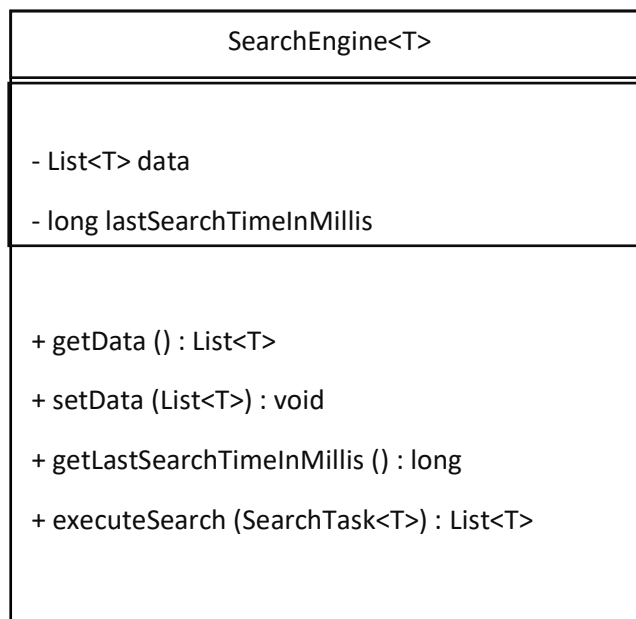 SearchEngine<T>
- List<T> data
- long lastSearchTimeInMillis
+ getData () : List<T>
+ setData (List<T>) : void
+ getLastSearchTimeInMillis () : long
+ executeSearch (SearchTask<T>) : List<T>